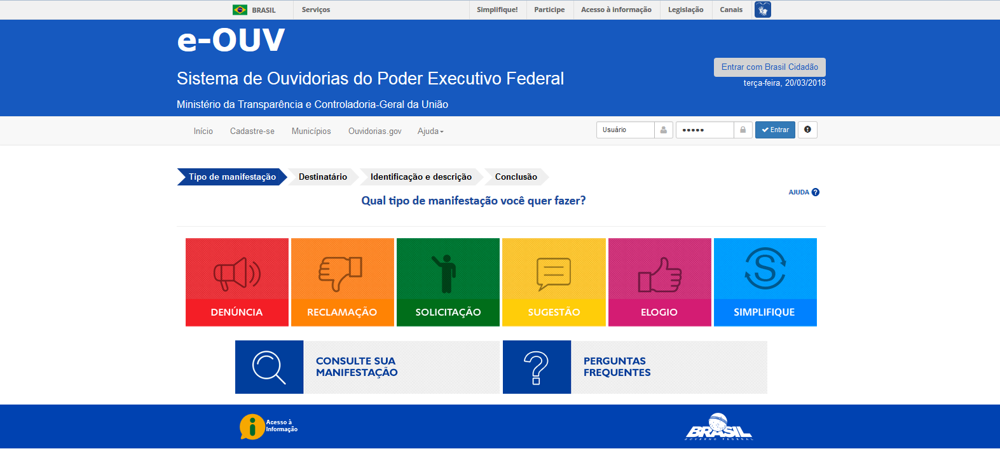 BRASIL
Serviços
Simplifique!
Participe
Acesso à informação
Legislação
Canais
e-OUV
Sistema de Ouvidorias do Poder Executivo Federal
Ministério da Transparência e Controladoria-Geral da União
Entrar com Brasil Cidadão
terça-feira, 20/03/2018
Início
Cadastre-se
Municípios
Ouvidorias.gov
Ajuda
Usuário
•••••
Entrar
Tipo de manifestação
Destinatário
Identificação e descrição
Conclusão
AJUDA ?
Qual tipo de manifestação você quer fazer?
DENÚNCIA
RECLAMAÇÃO
SOLICITAÇÃO
SUGESTÃO
ELOGIO
S
SIMPLIFIQUE
CONSULTE SUA
MANIFESTAÇÃO
?
PERGUNTAS
FREQUENTES
i
Acesso à
Informação
BRASIL
GOVERNO FEDERAL